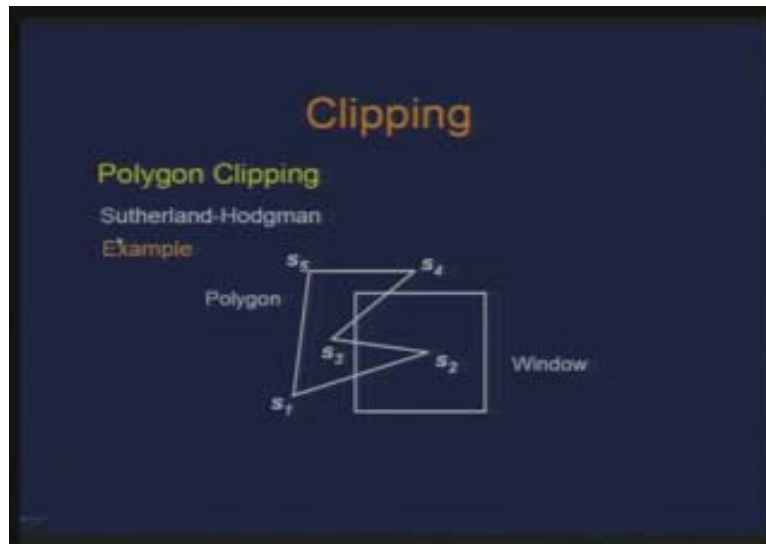 Clipping
Polygon Clipping
Sutherland-Hodgman
Example
s₅
s₄
Polygon
s₃
s₂
Window
s₁